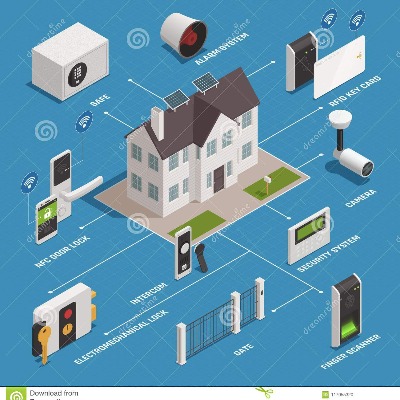 ALARM SYSTEM
SAFE
RFID KEY CARD
CAMERA
NFC DOOR LOCK
SECURITY SYSTEM
INTERCOM
ELECTROMECHANICAL LOCK
GATE
FINGER SCANNER
Download from